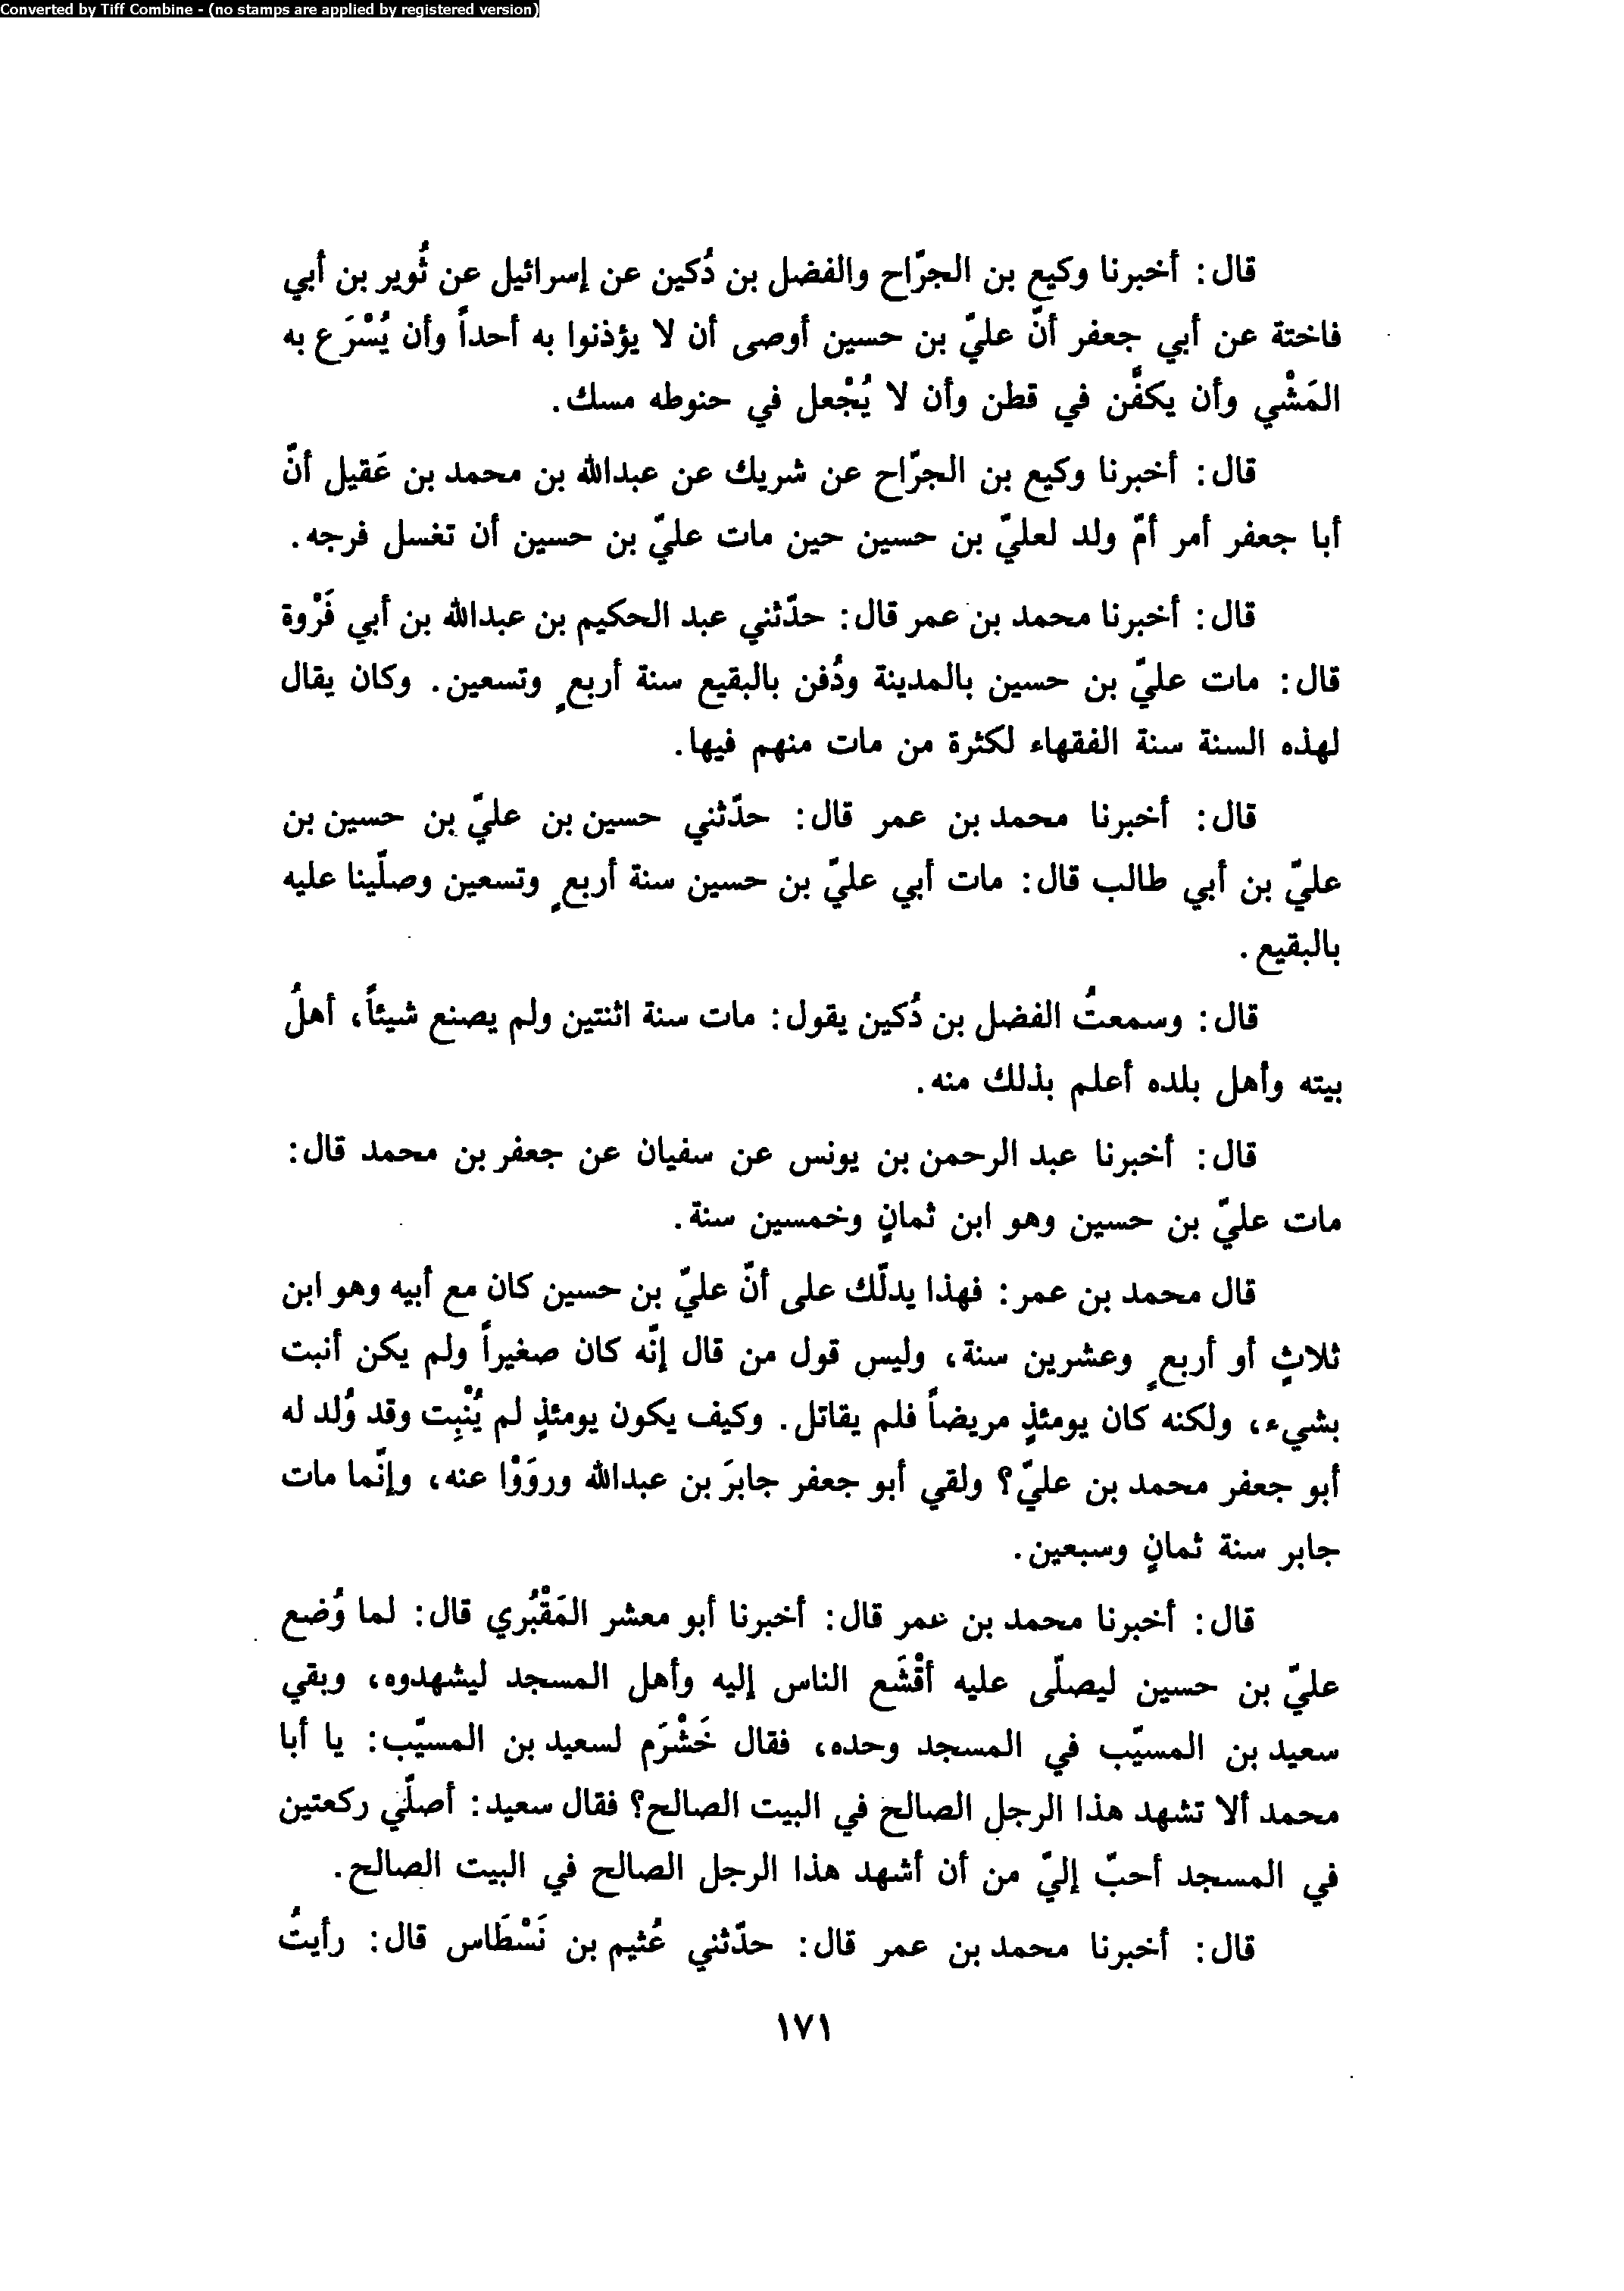 Converted by Tiff Combine - (no stamps are applied by registered version)
قال: أخبرنا وكيع بن الجرّاح والفضل بن دُكين عن إسرائيل عن ثُوير بن أبي
فاختة عن أبي جعفر أنّ عليّ بن حسين أوصى أن لا يؤذنوا به أحداً وأن يُسْرَع به
المَشْي وأن يكفَّن في قطن وأن لا يُجْعل في حنوطه مسك.
قال: أخبرنا وكيع بن الجرّاح عن شريك عن عبدالله بن محمد بن عَقيل أنّ
أبا جعفر أمر أمّ ولد لعليّ بن حسين حين مات عليّ بن حسين أن تغسل فرجه.
قال: أخبرنا محمد بن عمر قال: حدّثني عبد الحكيم بن عبدالله بن أبي فَرْوة
قال: مات عليّ بن حسين بالمدينة ودُفن بالبقيع سنة أربعٍ وتسعين. وكان يقال
لهذه السنة سنة الفقهاء لكثرة من مات منهم فيها.
قال: أخبرنا محمد بن عمر قال: حدّثني حسين بن عليّ بن حسين بن
عليّ بن أبي طالب قال: مات أبي عليّ بن حسين سنة أربعٍ وتسعين وصلّينا عليه
بالبقيع.
قال: وسمعتُ الفضل بن دُكين يقول: مات سنة اثنتين ولم يصنع شيئاً، أهلُ
بيته وأهل بلده أعلم بذلك منه.
قال: أخبرنا عبد الرحمن بن يونس عن سفيان عن جعفر بن محمد قال:
مات عليّ بن حسين وهو ابن ثمانٍ وخمسين سنة.
قال محمد بن عمر: فهذا يدلّك على أنّ عليّ بن حسين كان مع أبيه وهو ابن
ثلاثٍ أو أربعٍ وعشرين سنة، وليس قول من قال إنّه كان صغيراً ولم يكن أنبت
بشيء، ولكنه كان يومئذٍ مريضاً فلم يقاتل. وكيف يكون يومئذٍ لم يُنْبِت وقد وُلد له
أبو جعفر محمد بن عليّ؟ ولقي أبو جعفر جابرَ بن عبدالله وروَوْا عنه، وإنّما مات
جابر سنة ثمانٍ وسبعين.
قال: أخبرنا محمد بن عمر قال: أخبرنا أبو معشر المَقْبُري قال: لما وُضع
عليّ بن حسين ليصلّى عليه أقْشَع الناس إليه وأهل المسجد ليشهدوه، وبقي
سعيد بن المسيّب في المسجد وحده، فقال خَشْرَم لسعيد بن المسيّب: يا أبا
محمد ألا تشهد هذا الرجل الصالح في البيت الصالح؟ فقال سعيد: أصلّي ركعتين
في المسجد أحبّ إليّ من أن أشهد هذا الرجل الصالح في البيت الصالح.
قال: أخبرنا محمد بن عمر قال: حدّثني عُثيم بن نَسْطَاس قال: رأيتُ
١٧١